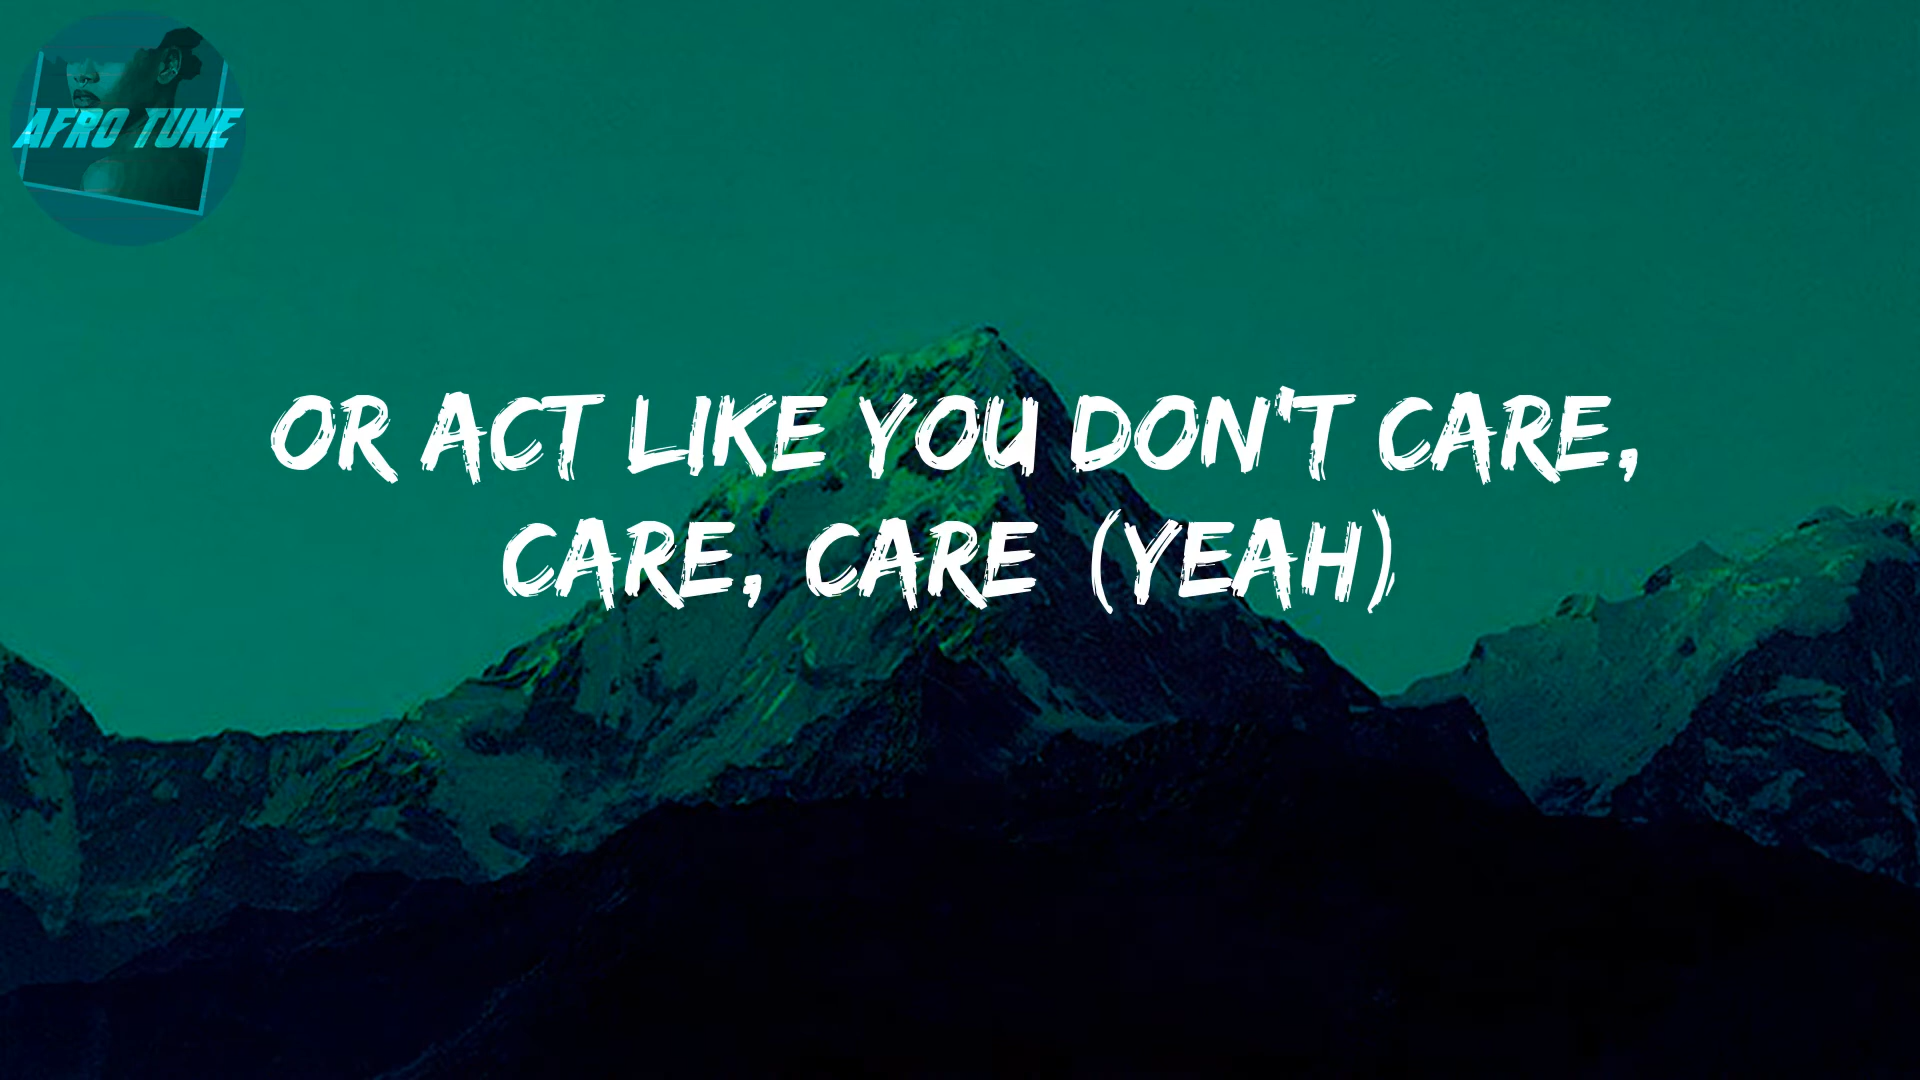 AFRO TUNE
OR ACT LIKE YOU DON'T CARE,
CARE, CARE (YEAH)